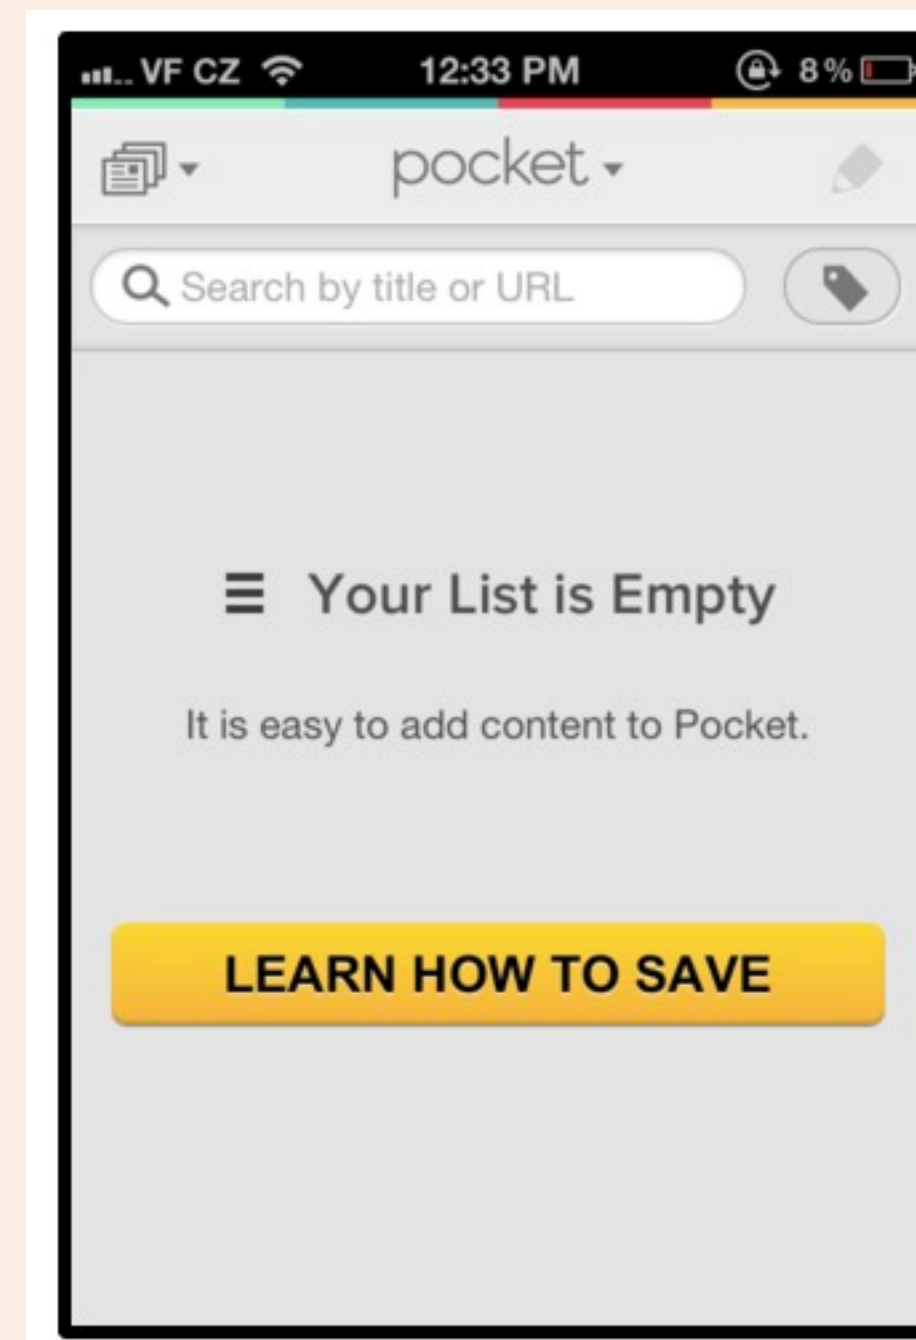 VF CZ 12:33 PM 8%
pocket
Search by title or URL
Your List is Empty
It is easy to add content to Pocket.
LEARN HOW TO SAVE